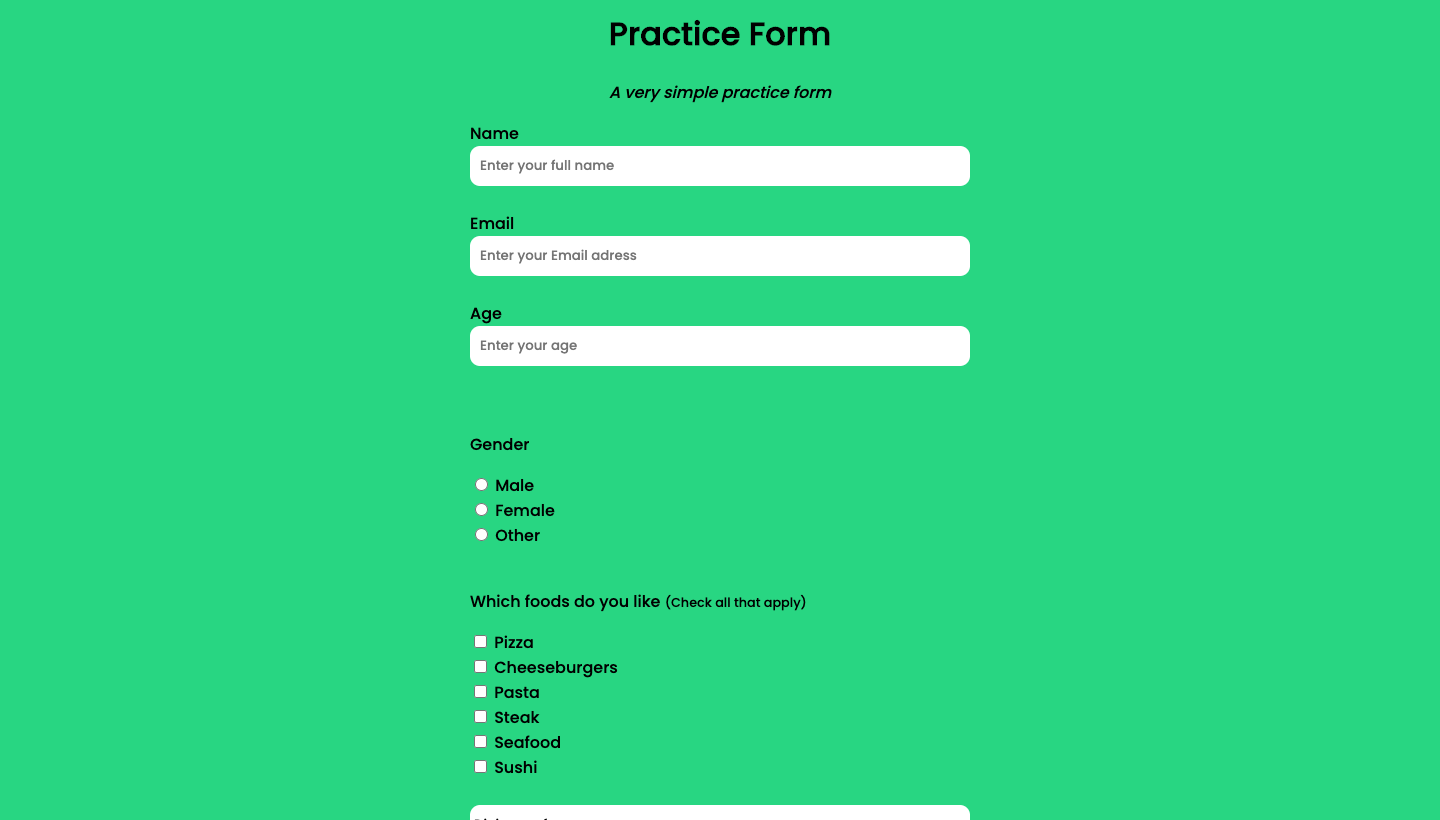 Practice Form
A very simple practice form
Name
Enter your full name
Email
Enter your Email adress
Age
Enter your age
Gender
Male
Female
Other
Which foods do you like (Check all that apply)
Pizza
Cheeseburgers
Pasta
Steak
Seafood
Sushi